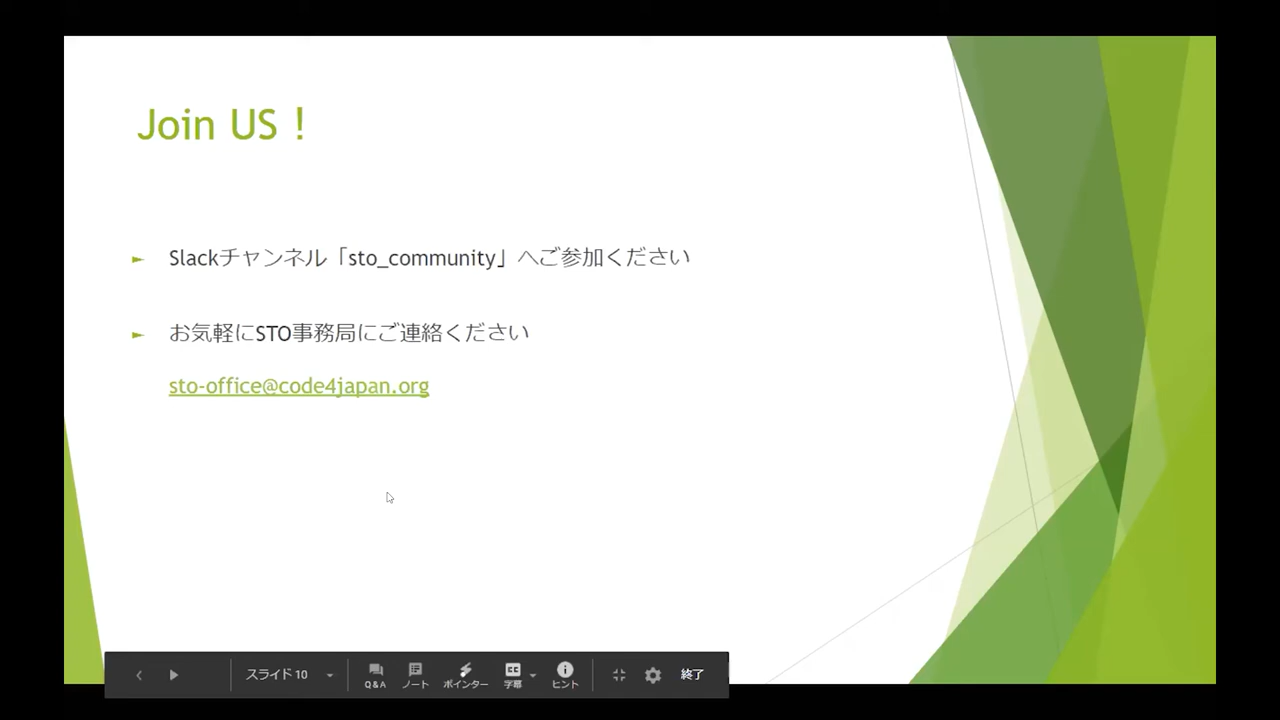 Join US！
Slackチャンネル「sto_community」へご参加ください
お気軽にSTO事務局にご連絡ください
sto-office@code4japan.org
スライド 10
Q&A
ノート
ポインター
字幕
ヒント
終了